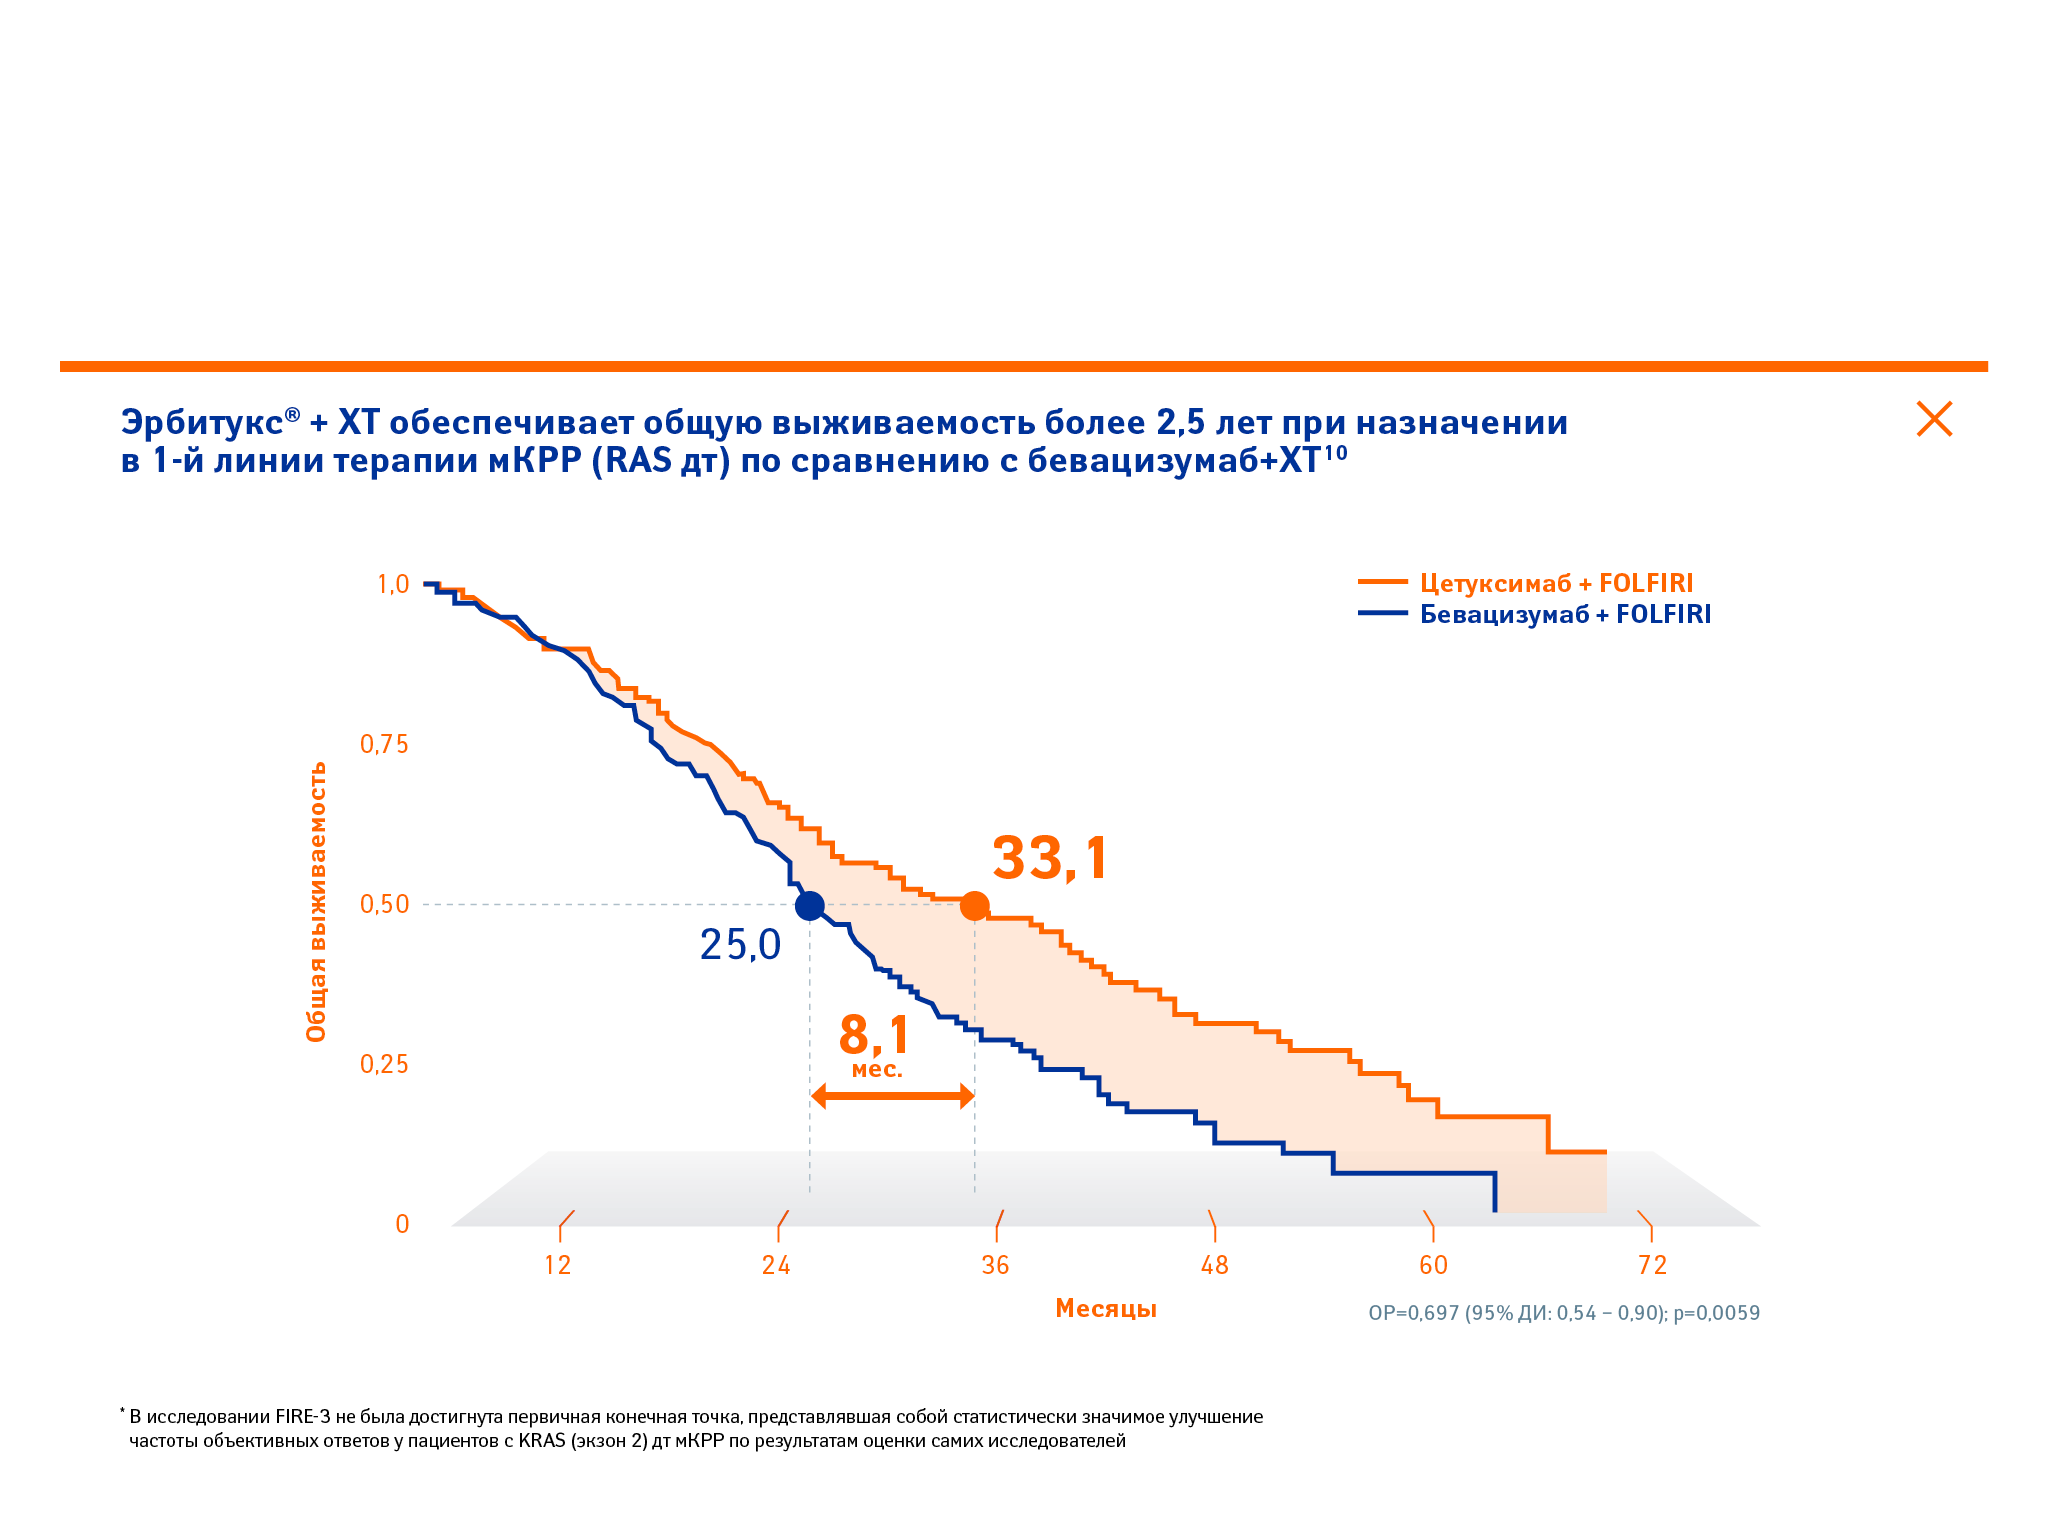 Эрбитукс® + ХТ обеспечивает общую выживаемость более 2,5 лет при назначении
в 1-й линии терапии мКРР (RAS дт) по сравнению с бевацизумаб+ХТ¹⁰
Цетуксимаб + FOLFIRI
Бевацизумаб + FOLFIRI
Общая выживаемость
1,0
0,75
0,50
0,25
0
33,1
25,0
8,1
мес.
12 24 36 48 60 72
Месяцы
ОР=0,697 (95% ДИ: 0,54 – 0,90); p=0,0059
* В исследовании FIRE-3 не была достигнута первичная конечная точка, представлявшая собой статистически значимое улучшение
частоты объективных ответов у пациентов с KRAS (экзон 2) дт мКРР по результатам оценки самих исследователей